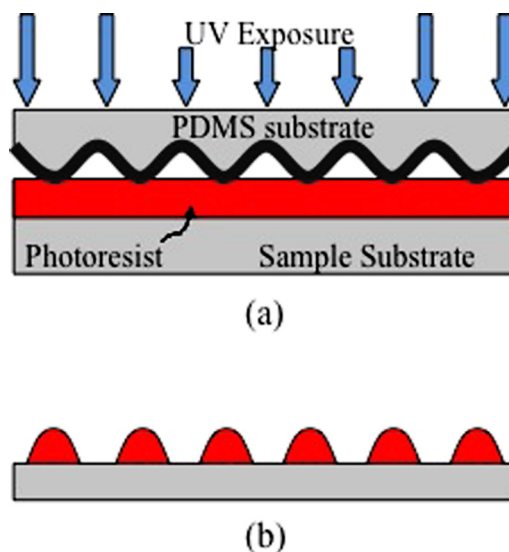 UV Exposure
PDMS substrate
Photoresist Sample Substrate
(a)
(b)